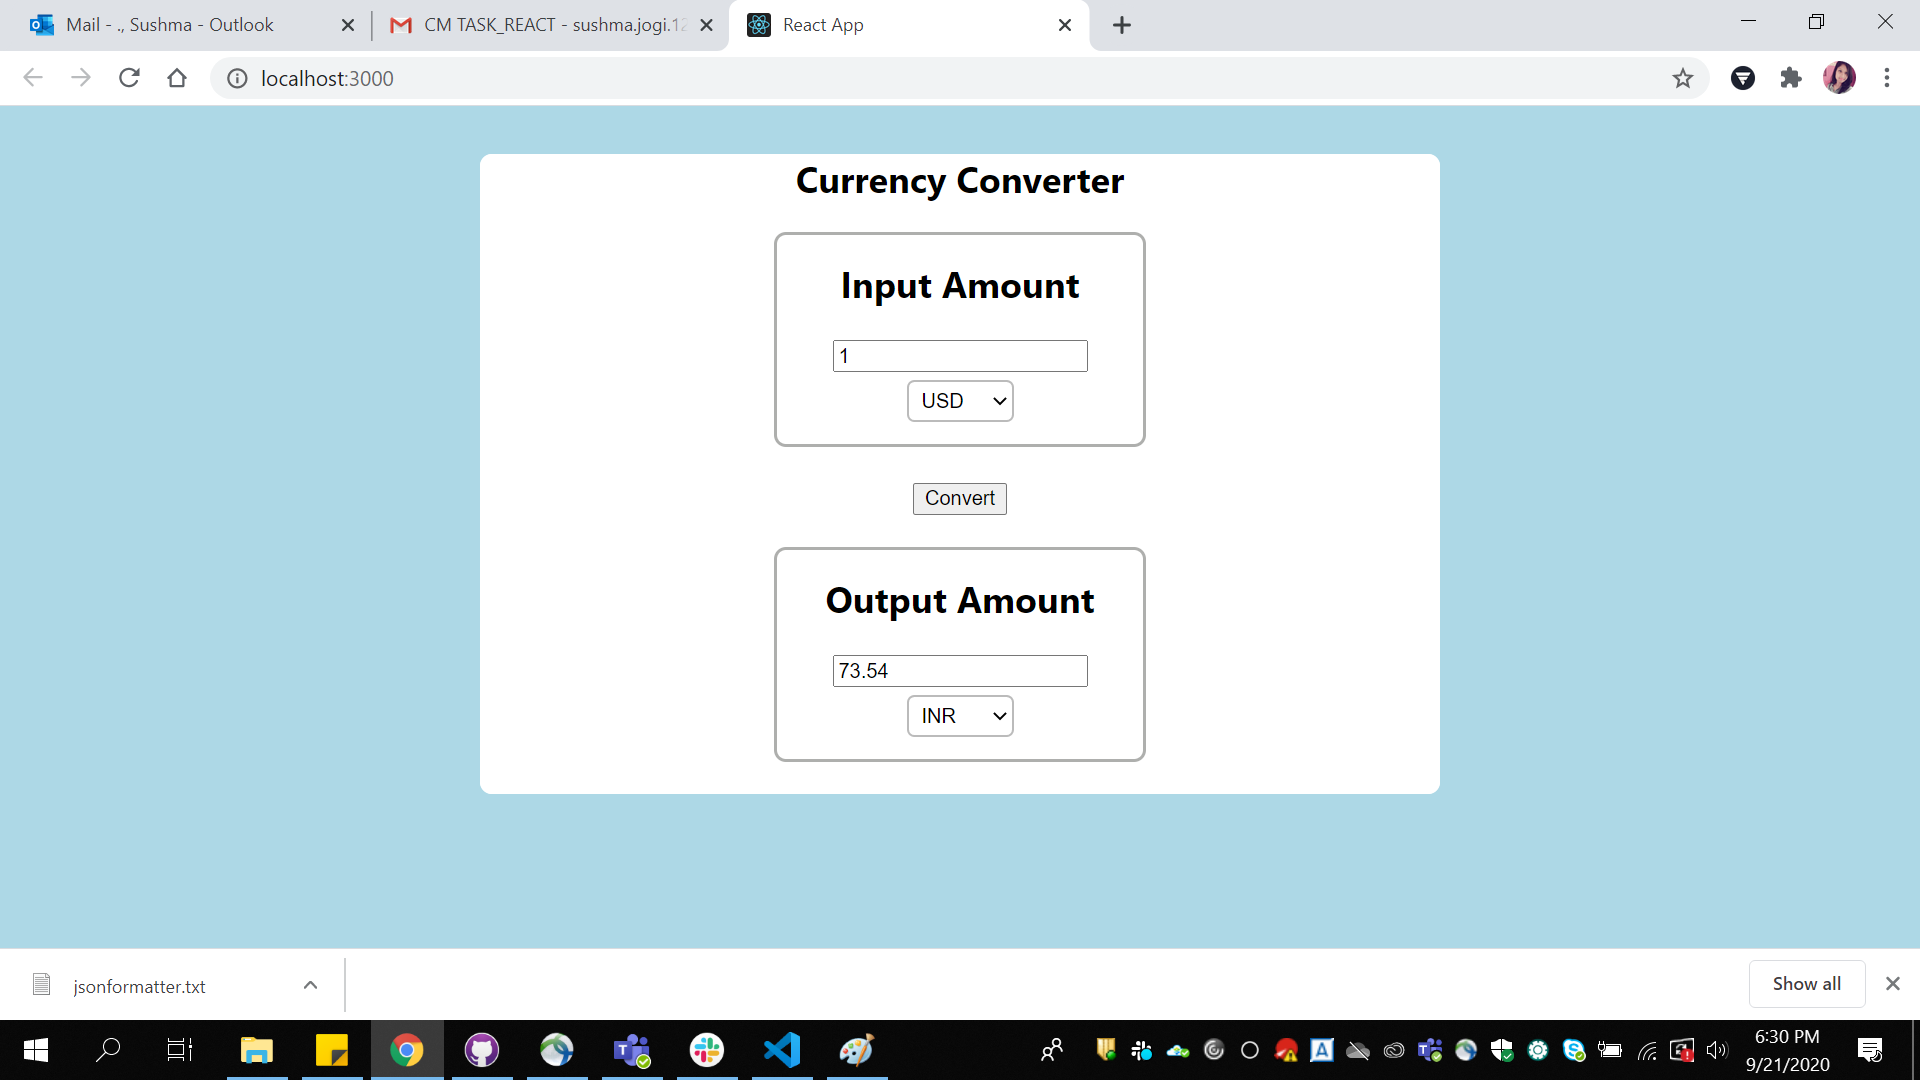 Mail - ., Sushma - Outlook
CM TASK_REACT - sushma.jogi.12
React App
localhost:3000
Currency Converter
Input Amount
1
USD
Convert
Output Amount
73.54
INR
jsonformatter.txt
Show all
6:30 PM
9/21/2020